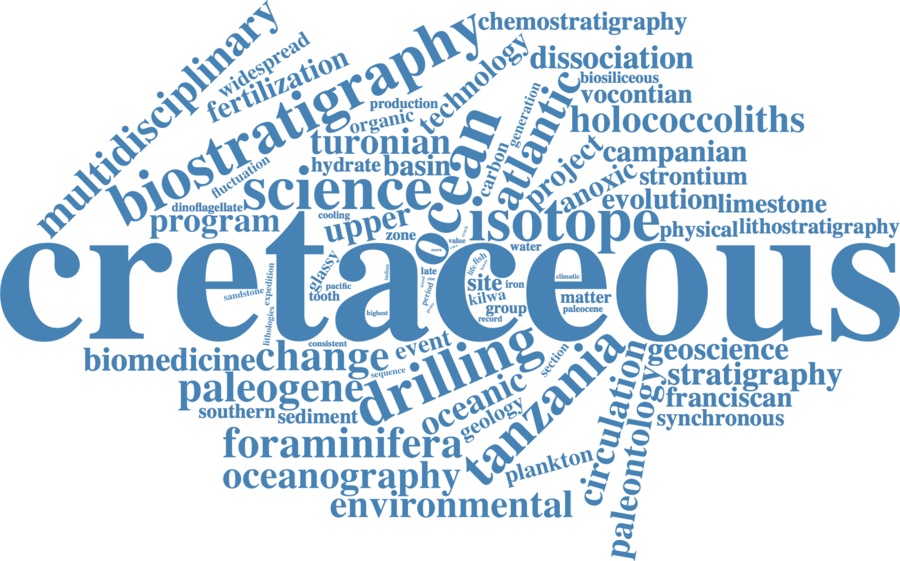 multidisciplinary
widespread
fertilization
biostratigraphy
chemostratigraphy
technology
dissociation
biosiliceous
vocontian
holococcoliths
production
organic
turonian
hydrate
basin
fluctuation
science
dinoflagellate
program
cooling
upper
zone
ocean
carbon
generation
atlantic
project
anoxic
campanian
strontium
evolution
limestone
isotope
physical
lithostratigraphy
water
value
cretaceous
glassy
pacific
tooth
sandstone
expedition
lithologies
highest
late
period
life
fish
site
iron
kilwa
group
record
climatic
matter
paleocene
consistent
biomedicine
change
event
sequence
drilling
section
tanzania
geoscience
stratigraphy
franciscan
synchronous
paleogene
southern
sediment
oceanic
geology
foraminifera
oceanography
plankton
circulation
paleontology
environmental